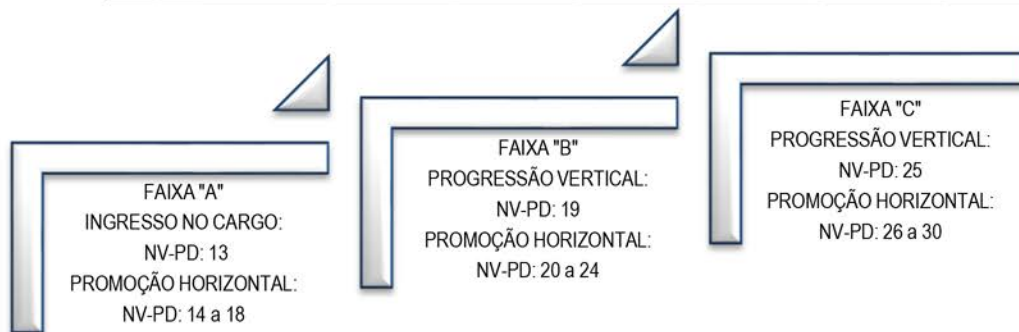 FAIXA "A"
INGRESSO NO CARGO:
NV-PD: 13
PROMOÇÃO HORIZONTAL:
NV-PD: 14 a 18
FAIXA "B"
PROGRESSÃO VERTICAL:
NV-PD: 19
PROMOÇÃO HORIZONTAL:
NV-PD: 20 a 24
FAIXA "C"
PROGRESSÃO VERTICAL:
NV-PD: 25
PROMOÇÃO HORIZONTAL:
NV-PD: 26 a 30